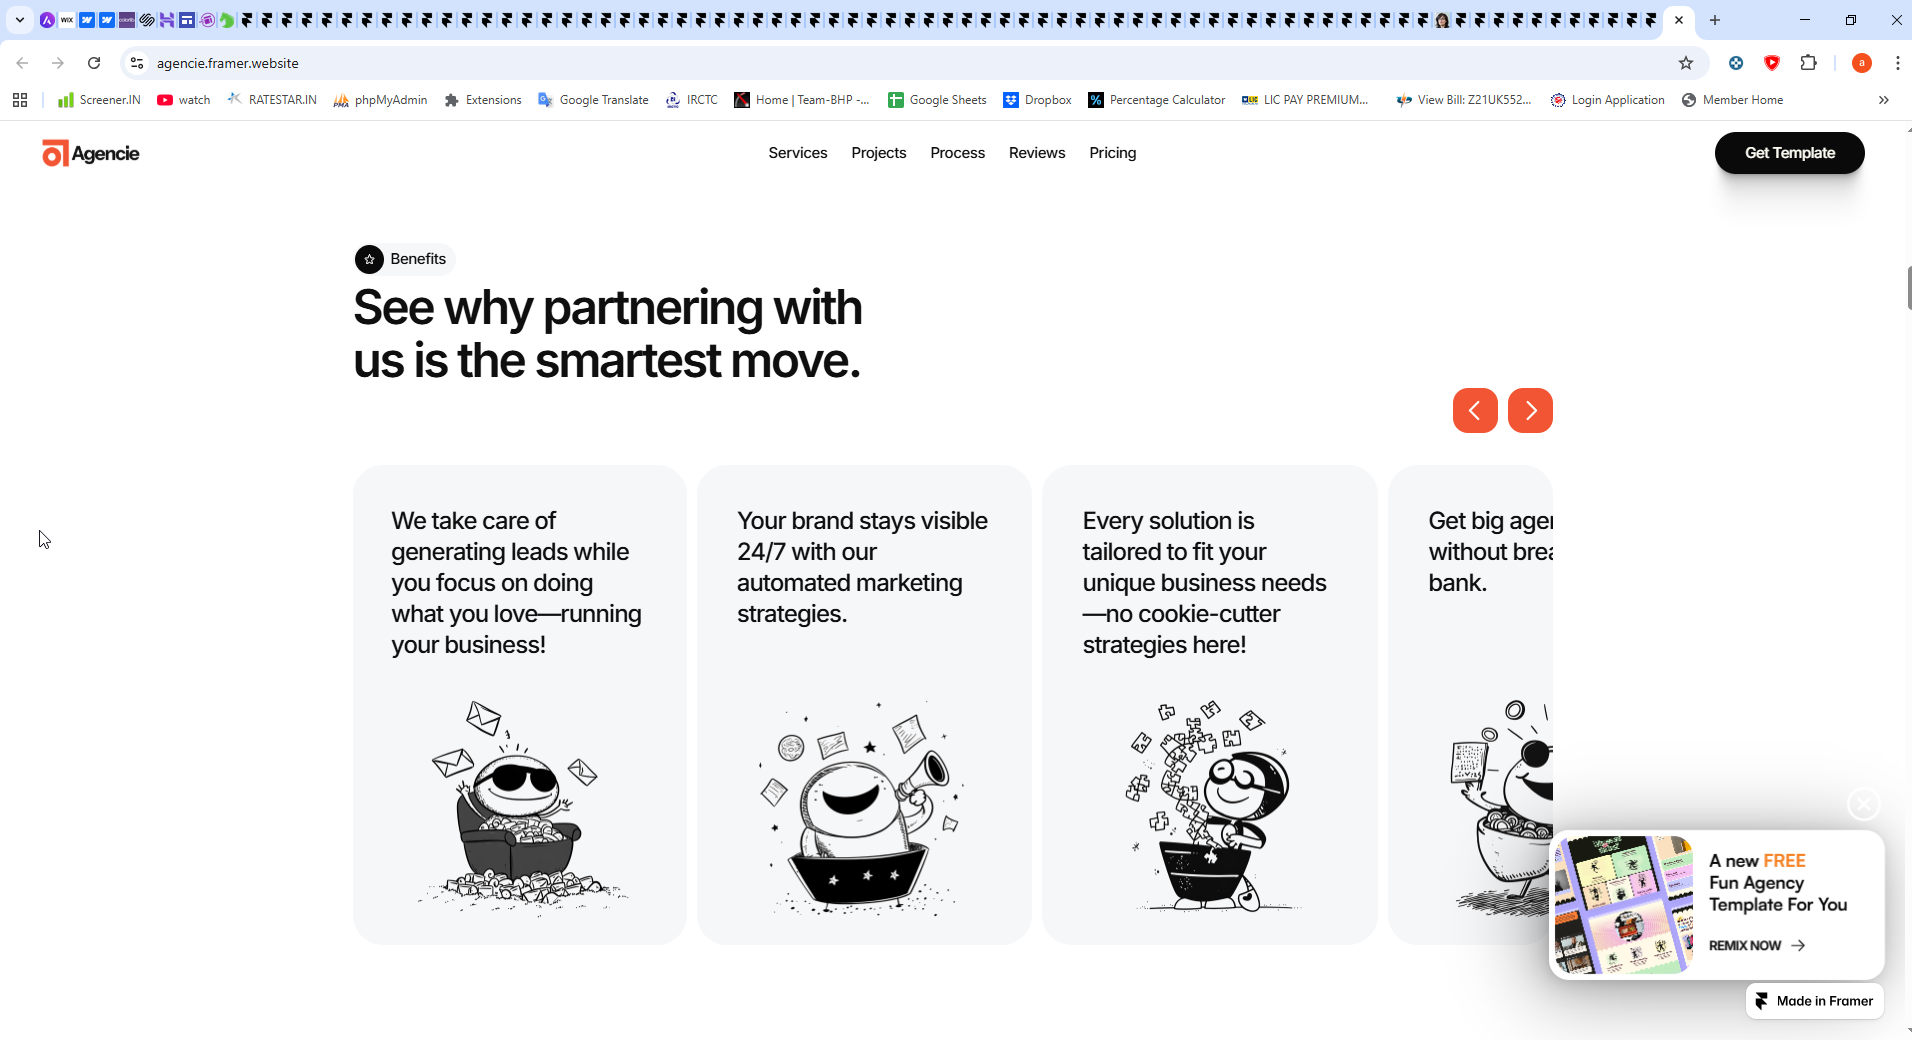 agencie.framer.website
a
Screener.IN
watch
RATESTAR.IN
phpMyAdmin
Extensions
Google Translate
IRCTC
Home | Team-BHP -...
Google Sheets
Dropbox
Percentage Calculator
LIC PAY PREMIUM...
View Bill: Z21UK552...
Login Application
Member Home
Agencie
Services
Projects
Process
Reviews
Pricing
Get Template
Benefits
See why partnering with
us is the smartest move.
We take care of
generating leads while
you focus on doing
what you love—running
your business!
Your brand stays visible
24/7 with our
automated marketing
strategies.
Every solution is
tailored to fit your
unique business needs
—no cookie-cutter
strategies here!
Get big
without
bank.
A new FREE
Fun Agency
Template For You
REMIX NOW
Made in Framer